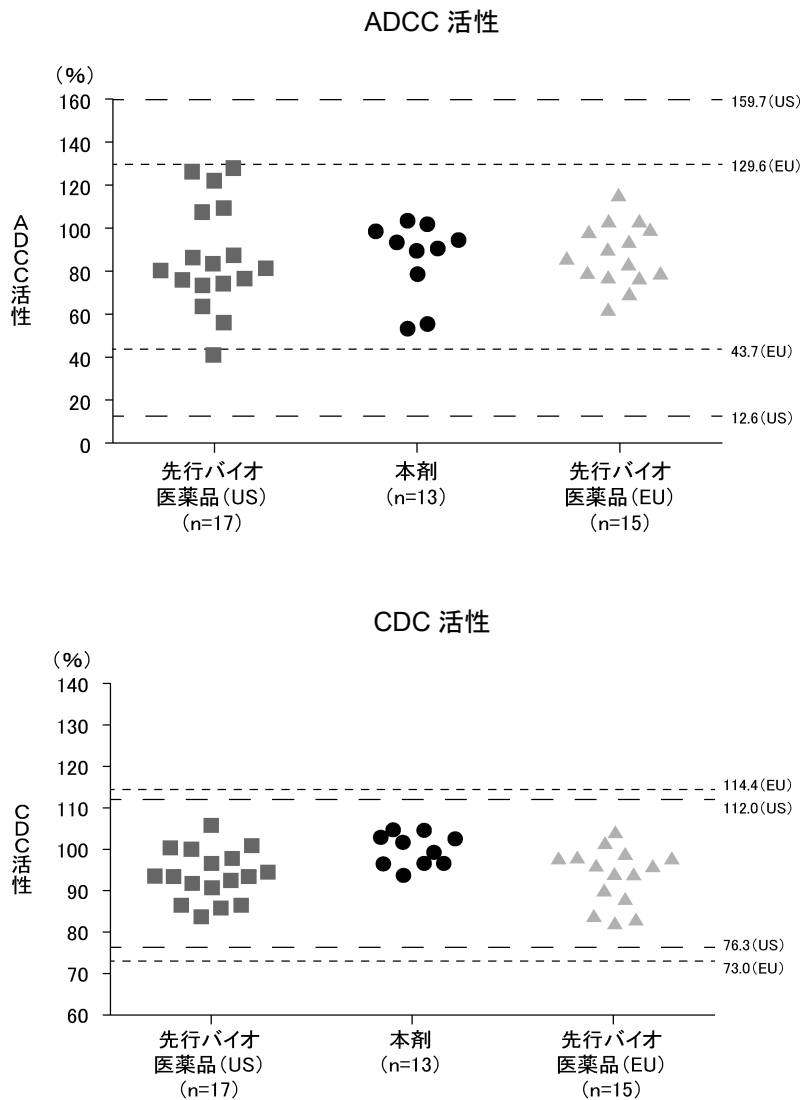 ADCC 活性
(%)
160
140
120
100
80
60
40
20
0
ADCC活性
159.7(US)
129.6(EU)
43.7(EU)
12.6(US)
先行バイオ
医薬品(US)
(n=17)
本剤
(n=13)
先行バイオ
医薬品(EU)
(n=15)
CDC 活性
(%)
140
130
120
110
100
90
80
70
60
CDC活性
114.4(EU)
112.0(US)
76.3(US)
73.0(EU)
先行バイオ
医薬品(US)
(n=17)
本剤
(n=13)
先行バイオ
医薬品(EU)
(n=15)